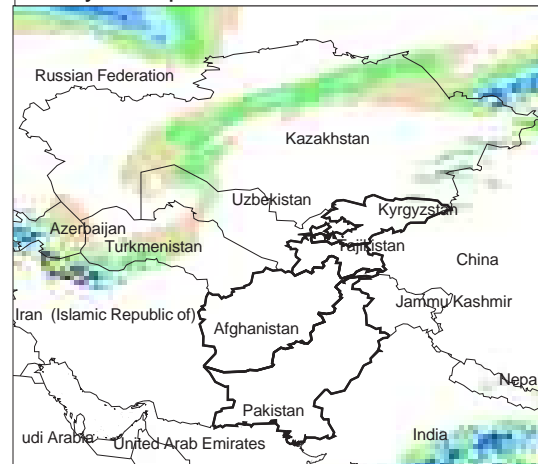 Russian Federation
Kazakhstan
Uzbekistan
Kyrgyzstan
Azerbaijan
Turkmenistan
Tajikistan
China
Jammu Kashmir
Iran (Islamic Republic of)
Afghanistan
Nepa
Pakistan
udi Arabia
United Arab Emirates
India